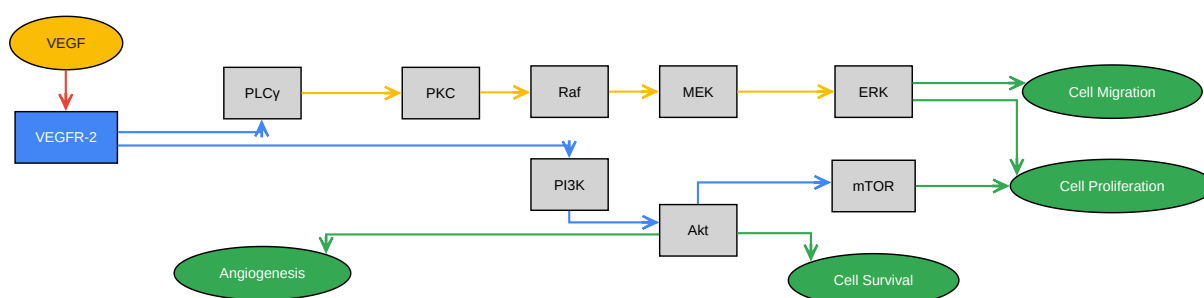 VEGF
VEGFR-2
PLCγ
PKC
Raf
MEK
ERK
Cell Migration
PI3K
mTOR
Cell Proliferation
Akt
Angiogenesis
Cell Survival